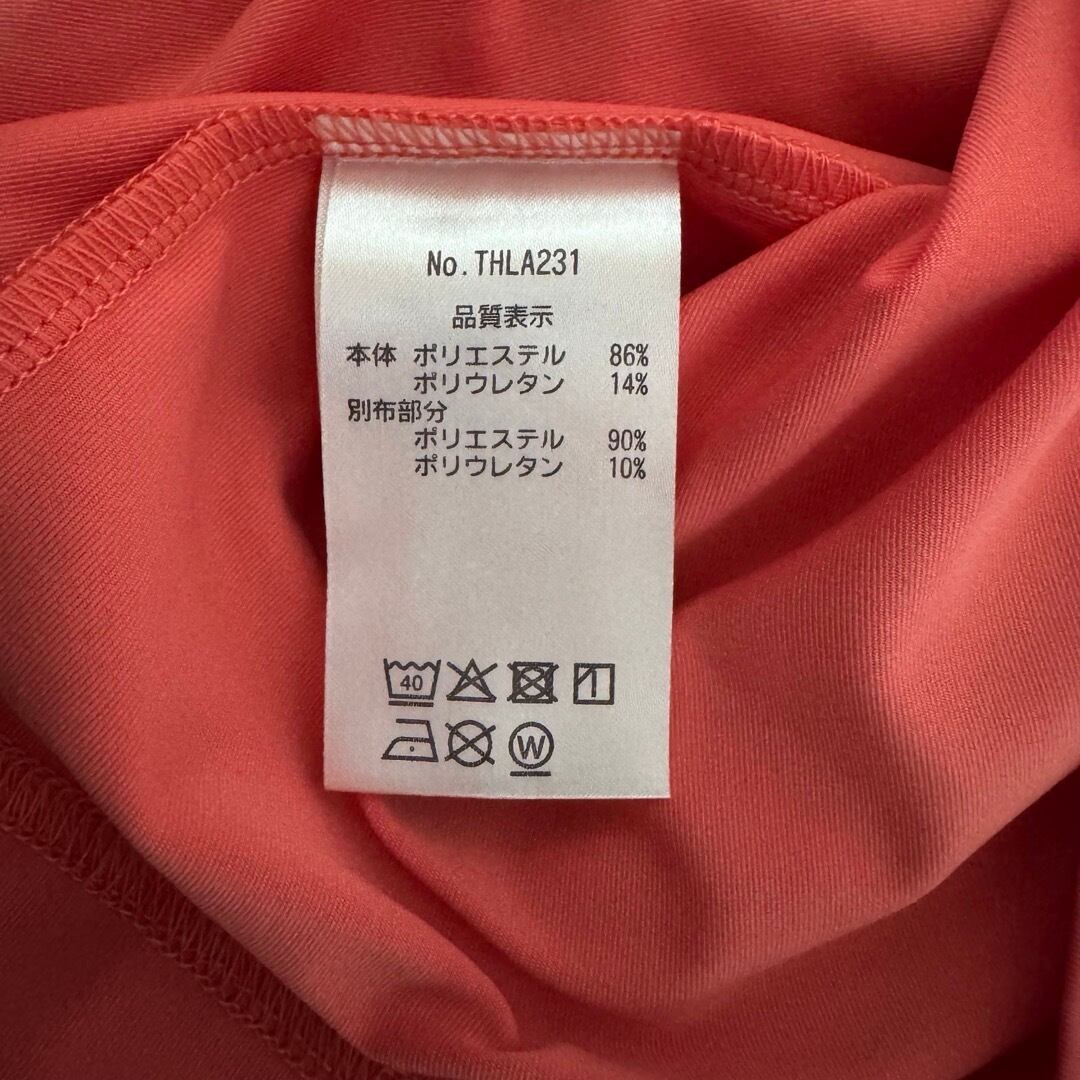 No.THLA231
品質表示
本体 ポリエステル 86%
ポリウレタン 14%
別布部分
ポリエステル 90%
ポリウレタン 10%
40
W